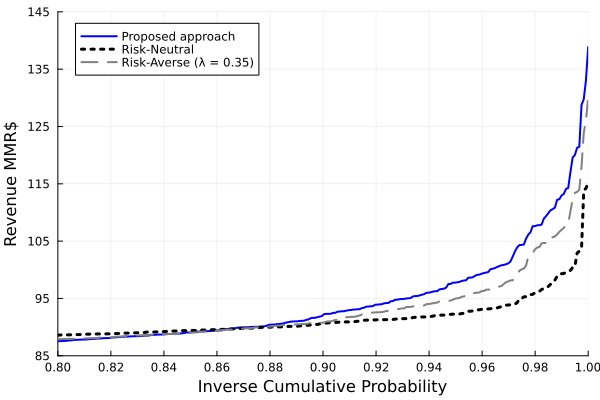 145
135
125
115
105
95
85
Revenue MMR$
Proposed approach
Risk-Neutral
Risk-Averse (λ = 0.35)
0.80 0.82 0.84 0.86 0.88 0.90 0.92 0.94 0.96 0.98 1.00
Inverse Cumulative Probability